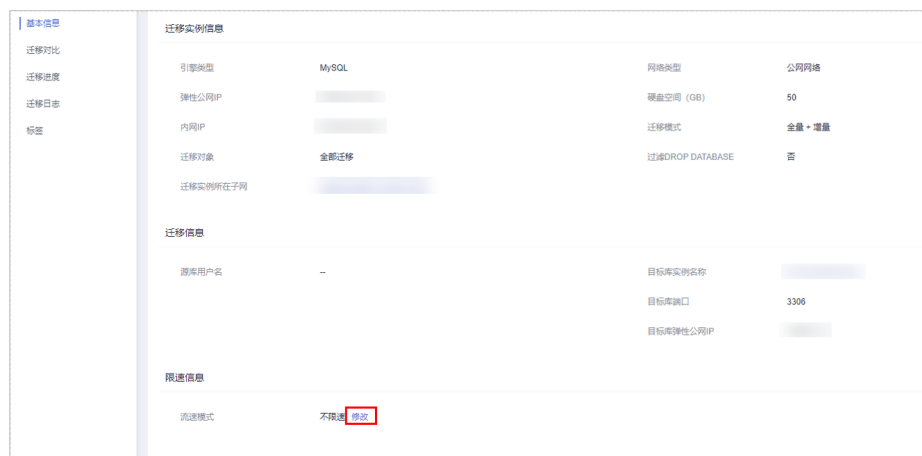 基本信息
迁移对比
迁移进度
迁移日志
标签
迁移实例信息
引擎类型 MySQL 网络类型 公网网络
弹性公网IP 硬盘空间（GB） 50
内网IP 迁移模式 全量 + 增量
迁移对象 全部迁移 过滤DROP DATABASE 否
迁移实例所在子网
迁移信息
源库用户名 -- 目标库实例名称
目标库端口 3306
目标库弹性公网IP
限速信息
流速模式 不限速 修改